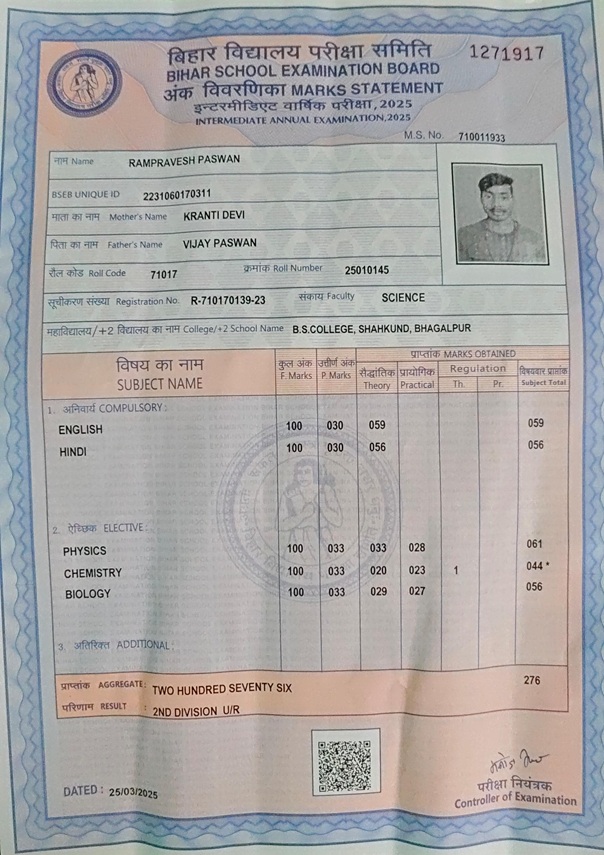 बिहार विद्यालय परीक्षा समिति 1271917
BIHAR SCHOOL EXAMINATION BOARD
अंक विवरणिका MARKS STATEMENT
इन्टरमीडिएट वार्षिक परीक्षा, 2025
INTERMEDIATE ANNUAL EXAMINATION,2025
M.S. No. 710011933
नाम Name RAMPRAVESH PASWAN
BSEB UNIQUE ID 2231060170311
माता का नाम Mother's Name KRANTI DEVI
पिता का नाम Father's Name VIJAY PASWAN
रौल कोड Roll Code 71017 क्रमांक Roll Number 25010145
सूचीकरण संख्या Registration No. R-710170139-23 संकाय Faculty SCIENCE
महाविद्यालय/+2 विद्यालय का नाम College/+2 School Name B.S.COLLEGE, SHAHKUND, BHAGALPUR
प्राप्तांक MARKS OBTAINED
विषय का नाम कुल अंक उत्तीर्ण अंक सैद्धांतिक प्रायोगिक Regulation विषयवार प्राप्तांक
SUBJECT NAME F. Marks P. Marks Theory Practical Th. Pr. Subject Total
1. अनिवार्य COMPULSORY :
ENGLISH 100 030 059 059
HINDI 100 030 056 056
2. ऐच्छिक ELECTIVE :
PHYSICS 100 033 033 028 061
CHEMISTRY 100 033 020 023 1 044 *
BIOLOGY 100 033 029 027 056
3. अतिरिक्त ADDITIONAL :
प्राप्तांक AGGREGATE : TWO HUNDRED SEVENTY SIX 276
परिणाम RESULT : 2ND DIVISION U/R
DATED : 25/03/2025
परीक्षा नियंत्रक
Controller of Examination